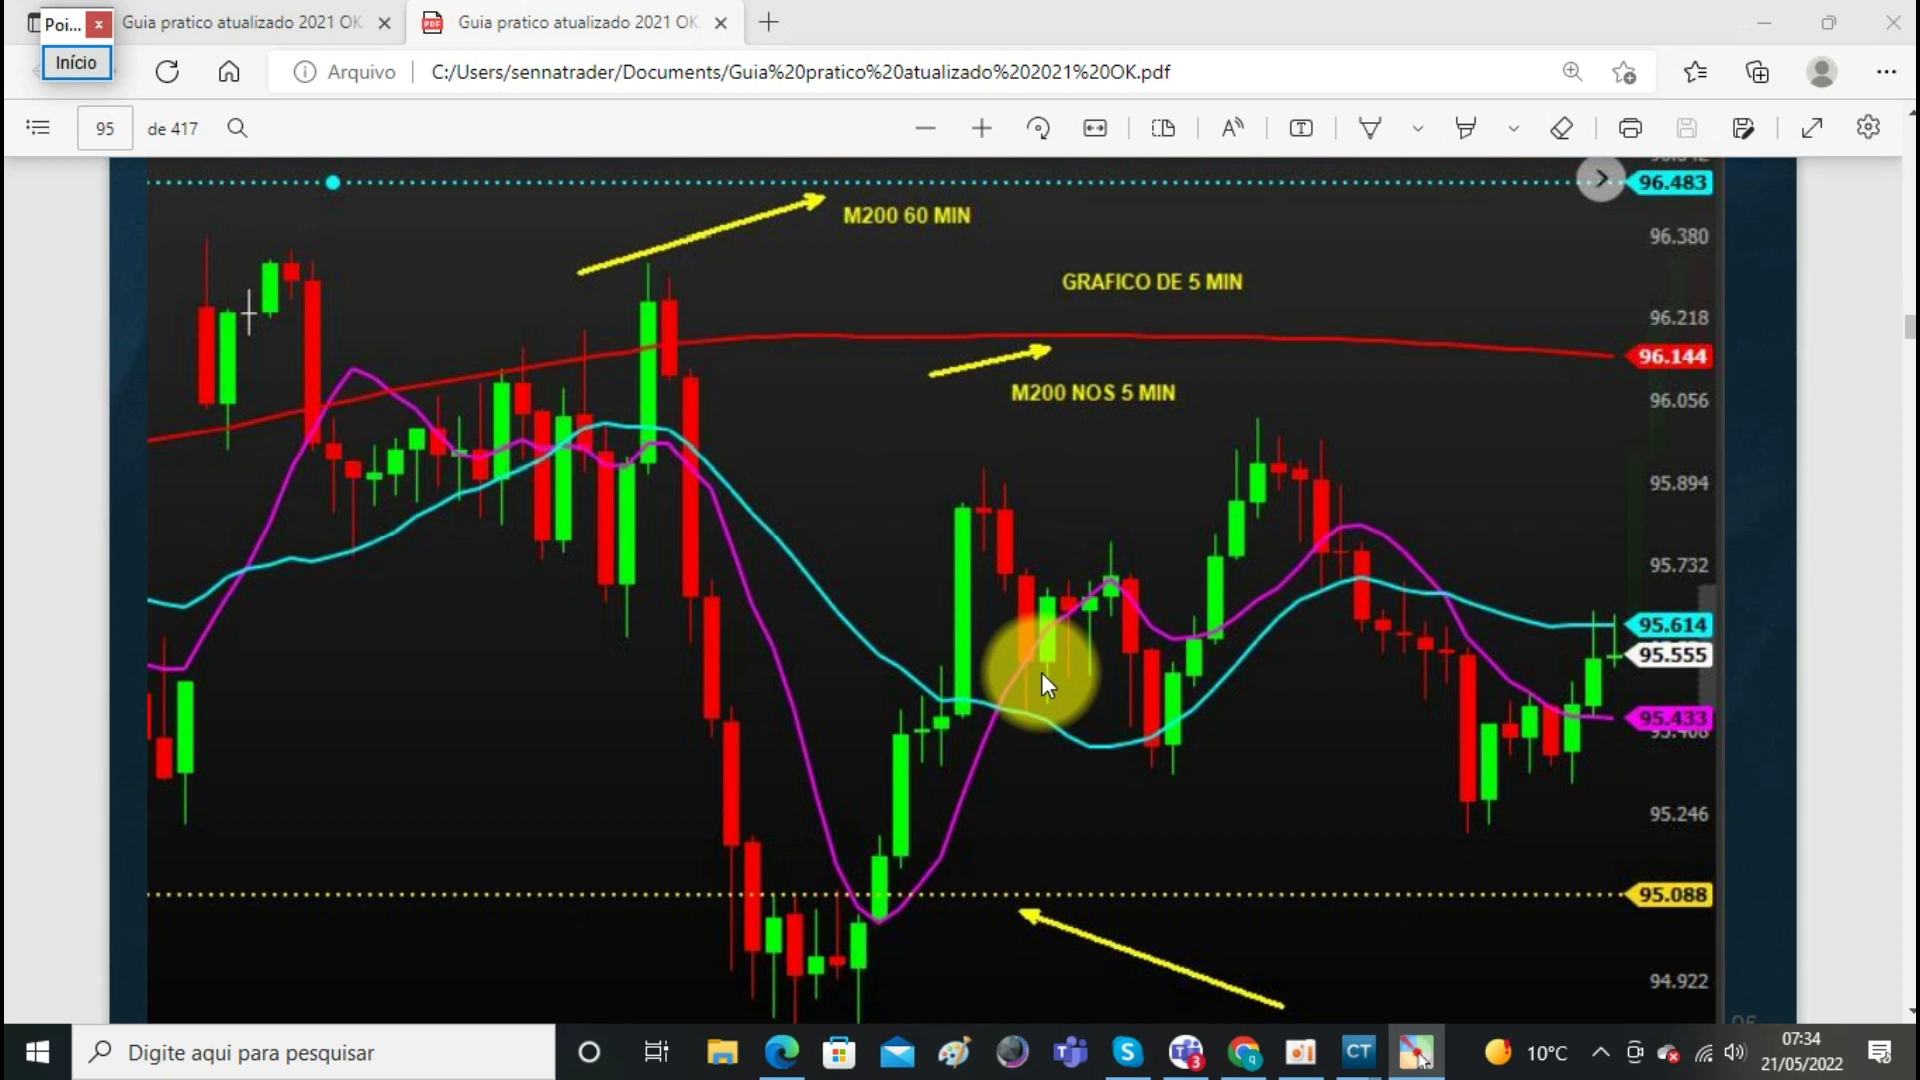 Poi... x
Guia pratico atualizado 2021 OK
Guia pratico atualizado 2021 OK
Início
Arquivo
C:/Users/sennatrader/Documents/Guia%20pratico%20atualizado%202021%20OK.pdf
95 de 417
96.483
M200 60 MIN
96.380
GRAFICO DE 5 MIN
96.218
96.144
M200 NOS 5 MIN
96.056
95.894
95.732
95.614
95.555
95.433
95.246
95.088
94.922
Digite aqui para pesquisar
CT
3
q
10°C
07:34
21/05/2022